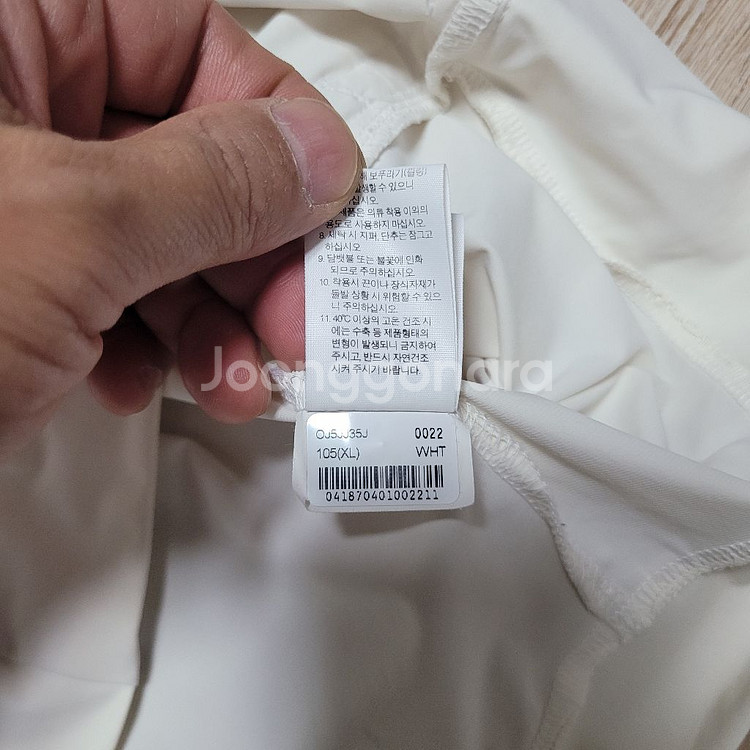 보푸라기(필링)
발생할 수 있으니
십시오.
제품은 의류 착용 이외의
용도로 사용하지 마십시오.
8. 세탁 시 지퍼, 단추는 잠그고
하십시오.
9. 담뱃불 또는 불꽃에 인화
되므로 주의하십시오.
10. 착용시 끈이나 장식자재가
돌발 상황 시 위험할 수 있으
니 주의하십시오.
11. 40℃ 이상의 고온 건조 시
에는 수축 등 제품형태의
변형이 발생되니 금지하여
주시고, 반드시 자연건조
시켜 주시기 바랍니다.
Joonggonara
OJ5JJ35J 0022
105(XL) WHT
041870401002211